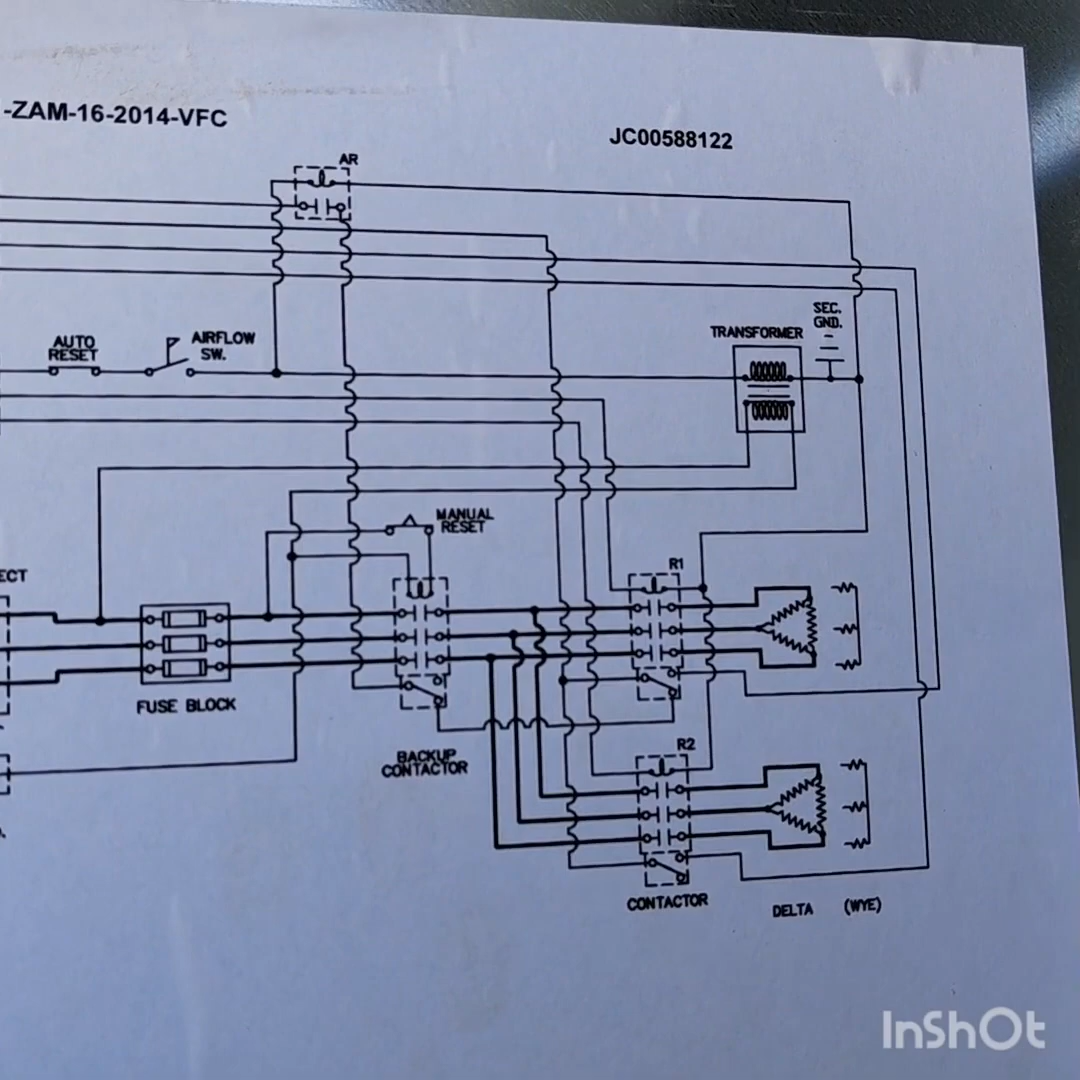 -ZAM-16-2014-VFC
JC00588122
AR
SEC.
GND.
TRANSFORMER
AUTO
RESET
AIRFLOW
SW.
MANUAL
RESET
ECT
R1
FUSE BLOCK
BACKUP
CONTACTOR
R2
CONTACTOR
DELTA
(WYE)
InShOt